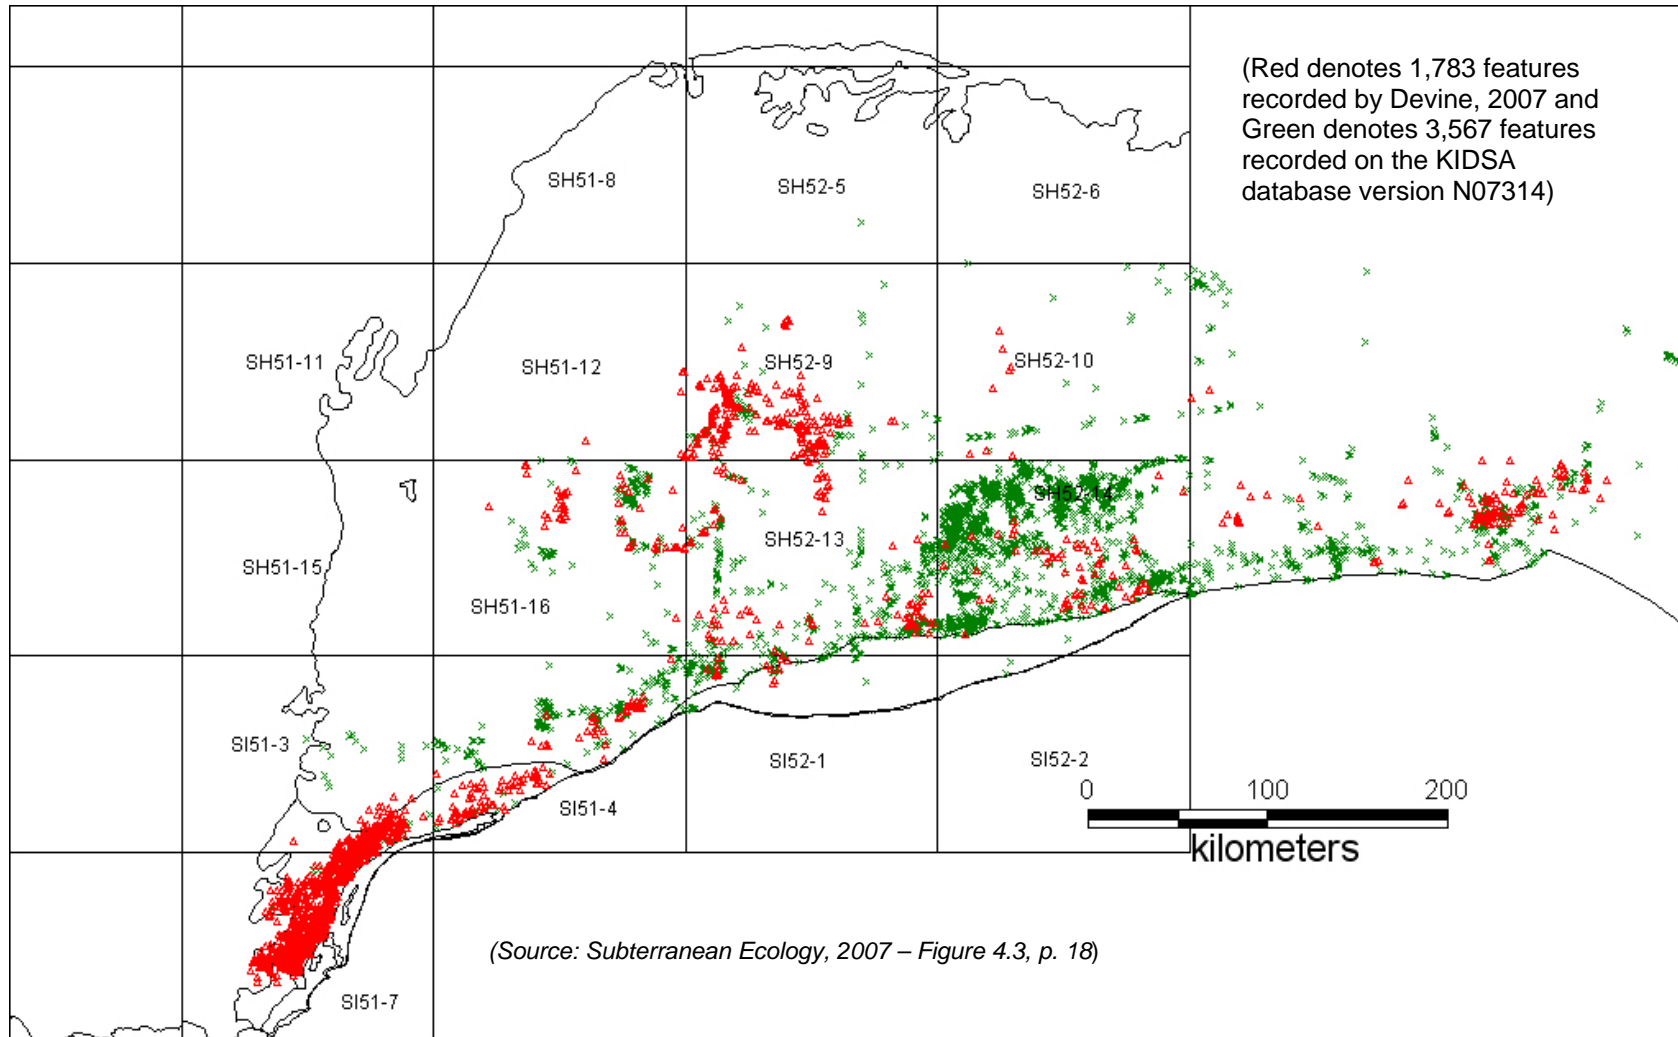 (Red denotes 1,783 features
recorded by Devine, 2007 and
Green denotes 3,567 features
recorded on the KIDSA
database version N07314)
SH51-8
SH52-5
SH52-6
SH51-11
SH51-12
SH52-9
SH52-10
SH52-14
SH51-15
SH52-13
SH51-16
SI51-3
SI52-1
SI52-2
SI51-4
0 100 200
kilometers
(Source: Subterranean Ecology, 2007 – Figure 4.3, p. 18)
SI51-7